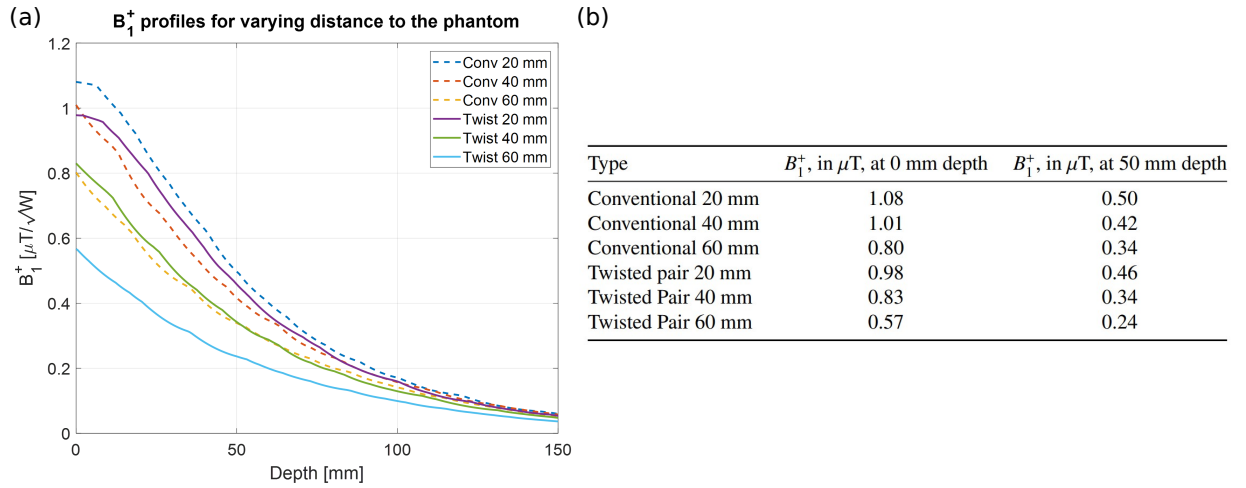 (a)
B₁⁺ profiles for varying distance to the phantom
1.2
1
0.8
0.6
0.4
0.2
0
B₁⁺ [μT/√W]
0
50
100
150
Depth [mm]
Conv 20 mm
Conv 40 mm
Conv 60 mm
Twist 20 mm
Twist 40 mm
Twist 60 mm
(b)
Type B₁⁺, in μT, at 0 mm depth B₁⁺, in μT, at 50 mm depth
Conventional 20 mm 1.08 0.50
Conventional 40 mm 1.01 0.42
Conventional 60 mm 0.80 0.34
Twisted pair 20 mm 0.98 0.46
Twisted Pair 40 mm 0.83 0.34
Twisted Pair 60 mm 0.57 0.24